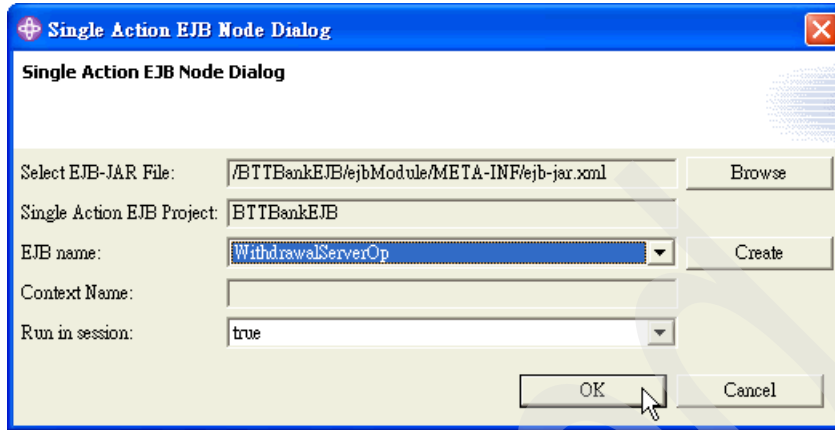 Single Action EJB Node Dialog
Single Action EJB Node Dialog
Select EJB-JAR File: /BTTBankEJB/ejbModule/META-INF/ejb-jar.xml Browse
Single Action EJB Project: BTTBankEJB
EJB name: WithdrawalServerOp Create
Context Name:
Run in session: true
OK Cancel